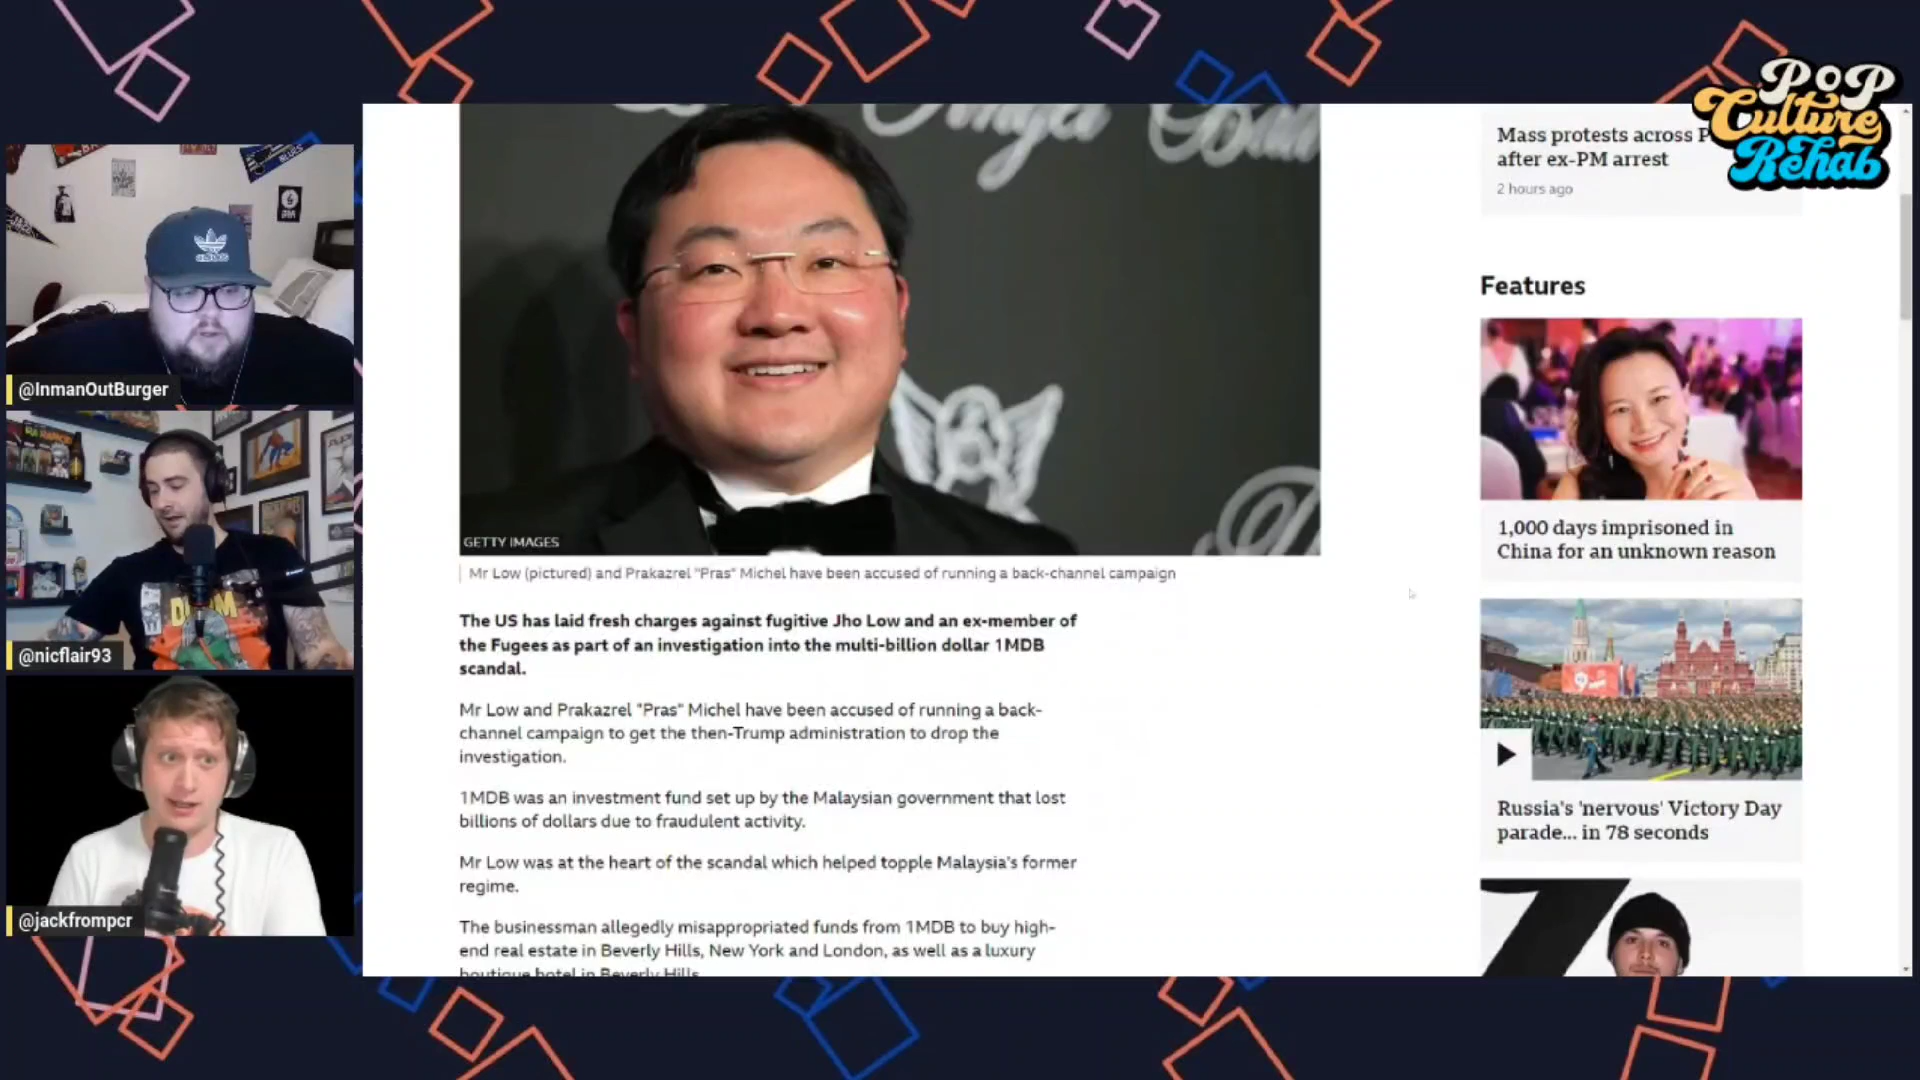 PoP
Culture
Rehab
@InmanOutBurger
@nicflair93
@jackfrompcr
GETTY IMAGES
Mr Low (pictured) and Prakazrel "Pras" Michel have been accused of running a back-channel campaign
The US has laid fresh charges against fugitive Jho Low and an ex-member of
the Fugees as part of an investigation into the multi-billion dollar 1MDB
scandal.
Mr Low and Prakazrel "Pras" Michel have been accused of running a back-
channel campaign to get the then-Trump administration to drop the
investigation.
1MDB was an investment fund set up by the Malaysian government that lost
billions of dollars due to fraudulent activity.
Mr Low was at the heart of the scandal which helped topple Malaysia's former
regime.
The businessman allegedly misappropriated funds from 1MDB to buy high-
end real estate in Beverly Hills, New York and London, as well as a luxury
boutique hotel in Beverly Hills
Mass protests across
after ex-PM arrest
2 hours ago
Features
1,000 days imprisoned in
China for an unknown reason
Russia's 'nervous' Victory Day
parade... in 78 seconds